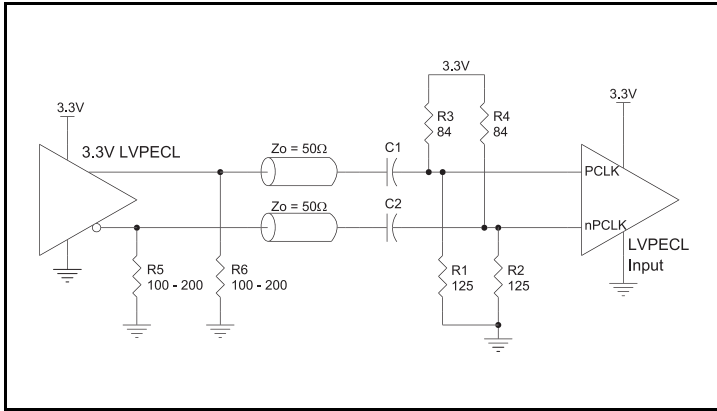 3.3V
3.3V LVPECL
Zo = 50Ω
Zo = 50Ω
C1
C2
3.3V
R3
84
R4
84
3.3V
PCLK
nPCLK
LVPECL
Input
R5
100 - 200
R6
100 - 200
R1
125
R2
125